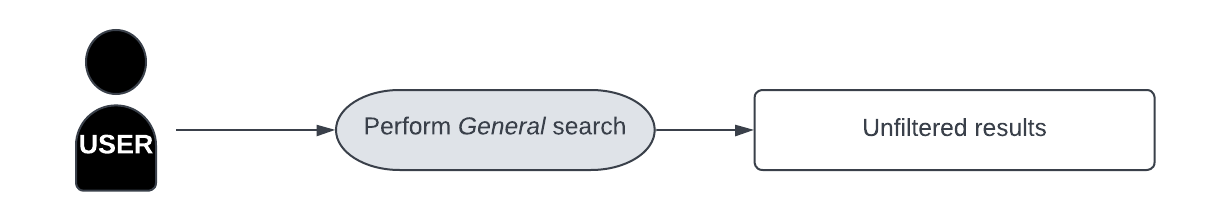 USER
Perform General search
Unfiltered results